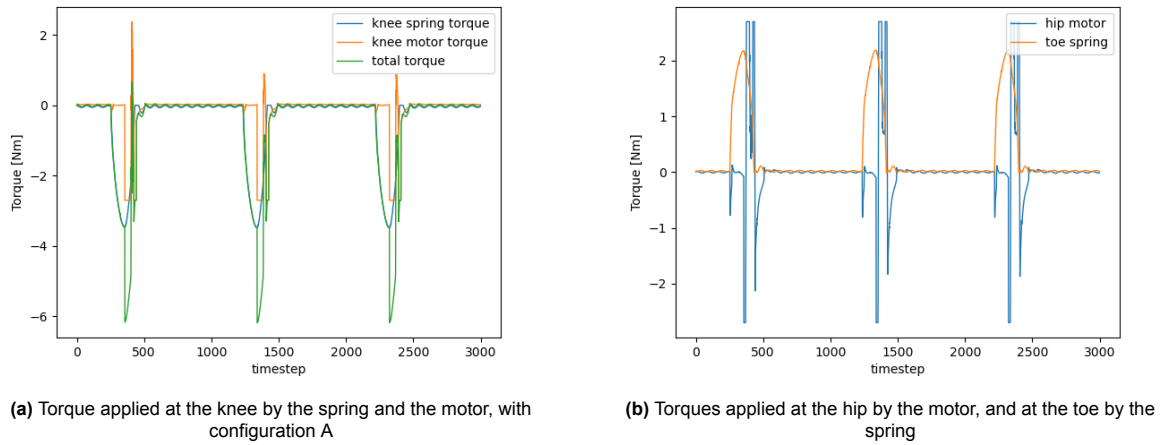 knee spring torque
knee motor torque
total torque
2
0
−2
−4
−6
Torque [Nm]
0
500
1000
1500
2000
2500
3000
timestep
(a) Torque applied at the knee by the spring and the motor, with
configuration A
hip motor
toe spring
2
1
0
−1
−2
Torque [Nm]
0
500
1000
1500
2000
2500
3000
timestep
(b) Torques applied at the hip by the motor, and at the toe by the
spring